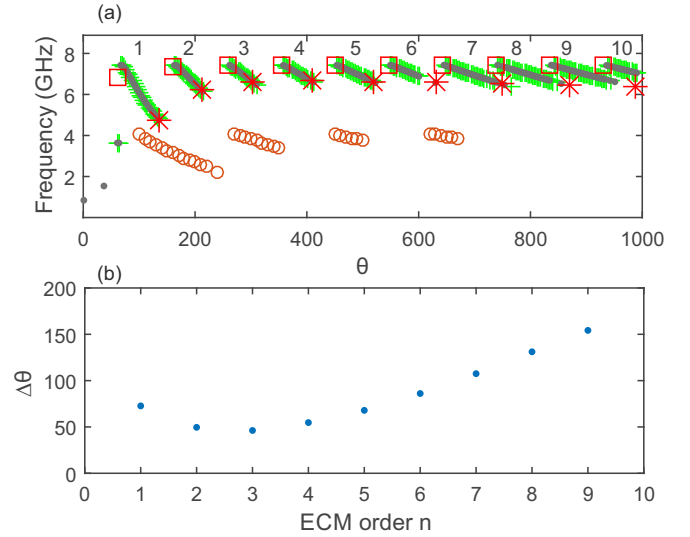 (a)
1 2 3 4 5 6 7 8 9 10
8
6
4
2
Frequency (GHz)
0 200 400 600 800 1000
θ
(b)
200
150
100
50
0
Δθ
0 1 2 3 4 5 6 7 8 9 10
ECM order n